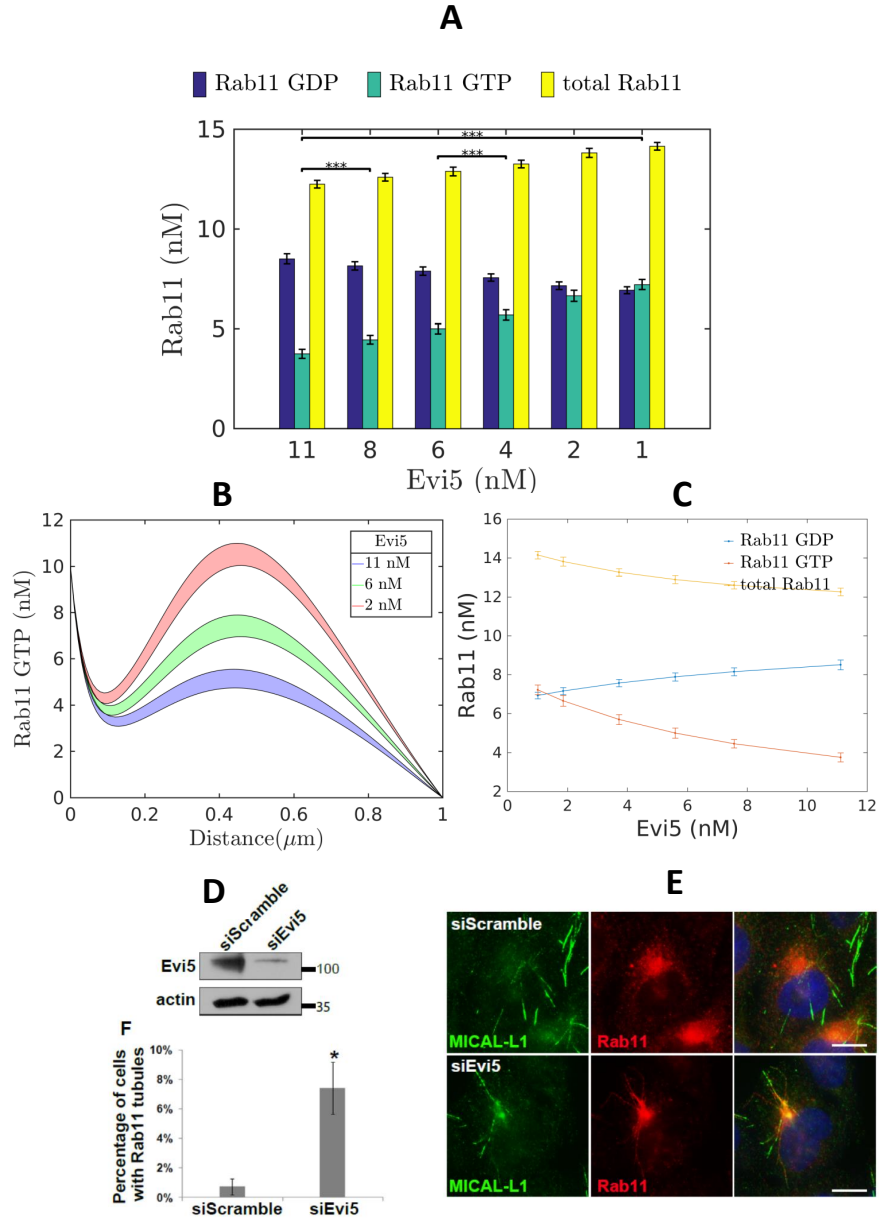 A
Rab11 GDP Rab11 GTP total Rab11
***
***
***
15
10
5
0
Rab11 (nM)
11 8 6 4 2 1
Evi5 (nM)
B
12
10
8
6
4
2
0
Rab11 GTP (nM)
Evi5
11 nM
6 nM
2 nM
0 0.2 0.4 0.6 0.8 1
Distance(μm)
C
16
14
12
10
8
6
4
2
Rab11 (nM)
Rab11 GDP
Rab11 GTP
total Rab11
0 2 4 6 8 10 12
Evi5 (nM)
D
siScramble
siEvi5
Evi5
100
actin
35
E
siScramble
MICAL-L1
Rab11
siEvi5
MICAL-L1
Rab11
F
Percentage of cells
with Rab11 tubules
10%
8%
6%
4%
2%
0%
*
siScramble siEvi5